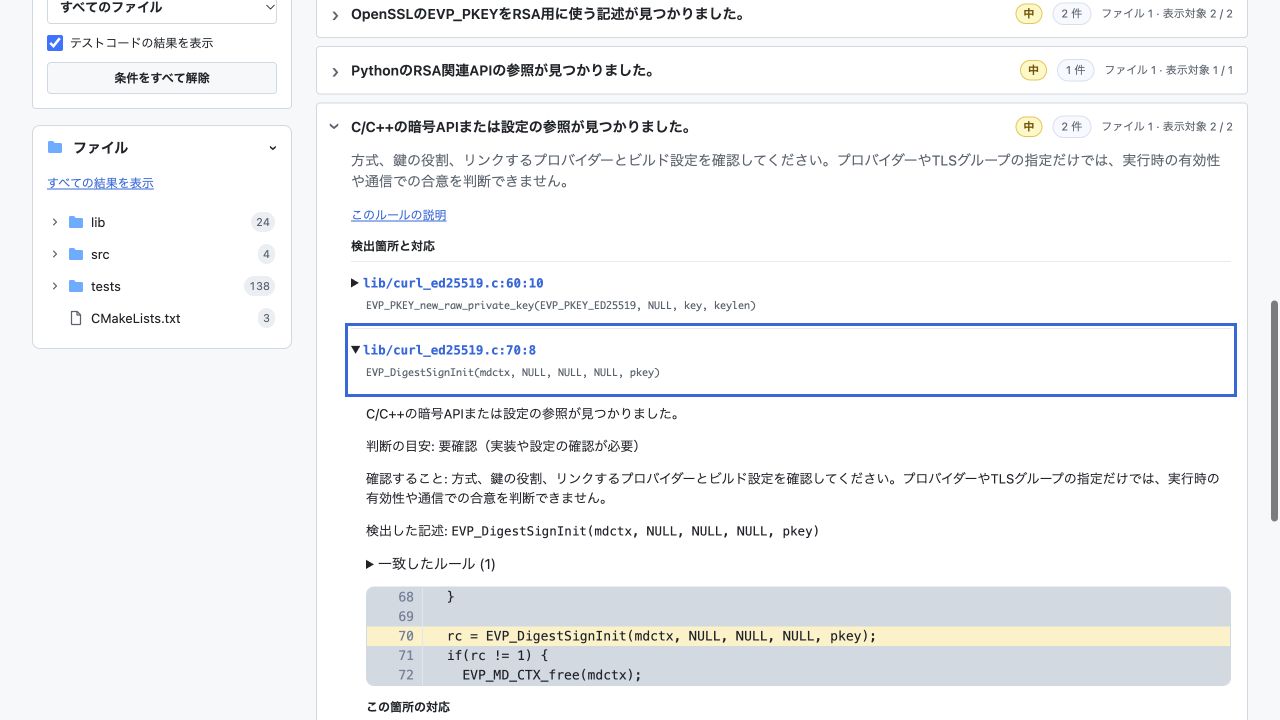 すべてのファイル
テストコードの結果を表示
条件をすべて解除
ファイル
すべての結果を表示
lib 24
src 4
tests 138
CMakeLists.txt 3
OpenSSLのEVP_PKEYをRSA用に使う記述が見つかりました。 中 2 件 ファイル 1 · 表示対象 2 / 2
PythonのRSA関連APIの参照が見つかりました。 中 1 件 ファイル 1 · 表示対象 1 / 1
C/C++の暗号APIまたは設定の参照が見つかりました。 中 2 件 ファイル 1 · 表示対象 2 / 2
方式、鍵の役割、リンクするプロバイダーとビルド設定を確認してください。プロバイダーやTLSグループの指定だけでは、実行時の有効性
や通信での合意を判断できません。
このルールの説明
検出箇所と対応
lib/curl_ed25519.c:60:10
EVP_PKEY_new_raw_private_key(EVP_PKEY_ED25519, NULL, key, keylen)
lib/curl_ed25519.c:70:8
EVP_DigestSignInit(mdctx, NULL, NULL, NULL, pkey)
C/C++の暗号APIまたは設定の参照が見つかりました。
判断の目安: 要確認（実装や設定の確認が必要）
確認すること: 方式、鍵の役割、リンクするプロバイダーとビルド設定を確認してください。プロバイダーやTLSグループの指定だけでは、実行時の
有効性や通信での合意を判断できません。
検出した記述: EVP_DigestSignInit(mdctx, NULL, NULL, NULL, pkey)
一致したルール (1)
68 }
69
70 rc = EVP_DigestSignInit(mdctx, NULL, NULL, NULL, pkey);
71 if(rc != 1) {
72 EVP_MD_CTX_free(mdctx);
この箇所の対応